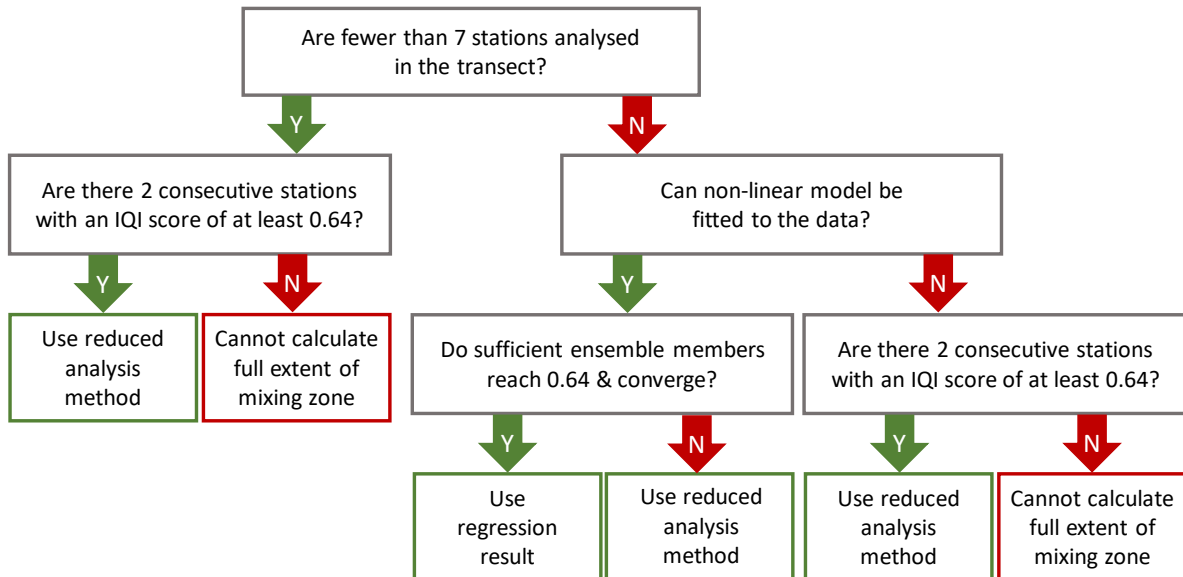 Are fewer than 7 stations analysed
in the transect?
Y
N
Are there 2 consecutive stations
with an IQI score of at least 0.64?
Can non-linear model be
fitted to the data?
Y
N
Y
N
Use reduced
analysis
method
Cannot calculate
full extent of
mixing zone
Do sufficient ensemble members
reach 0.64 & converge?
Are there 2 consecutive stations
with an IQI score of at least 0.64?
Y
N
Y
N
Use
regression
result
Use reduced
analysis
method
Use reduced
analysis
method
Cannot calculate
full extent of
mixing zone